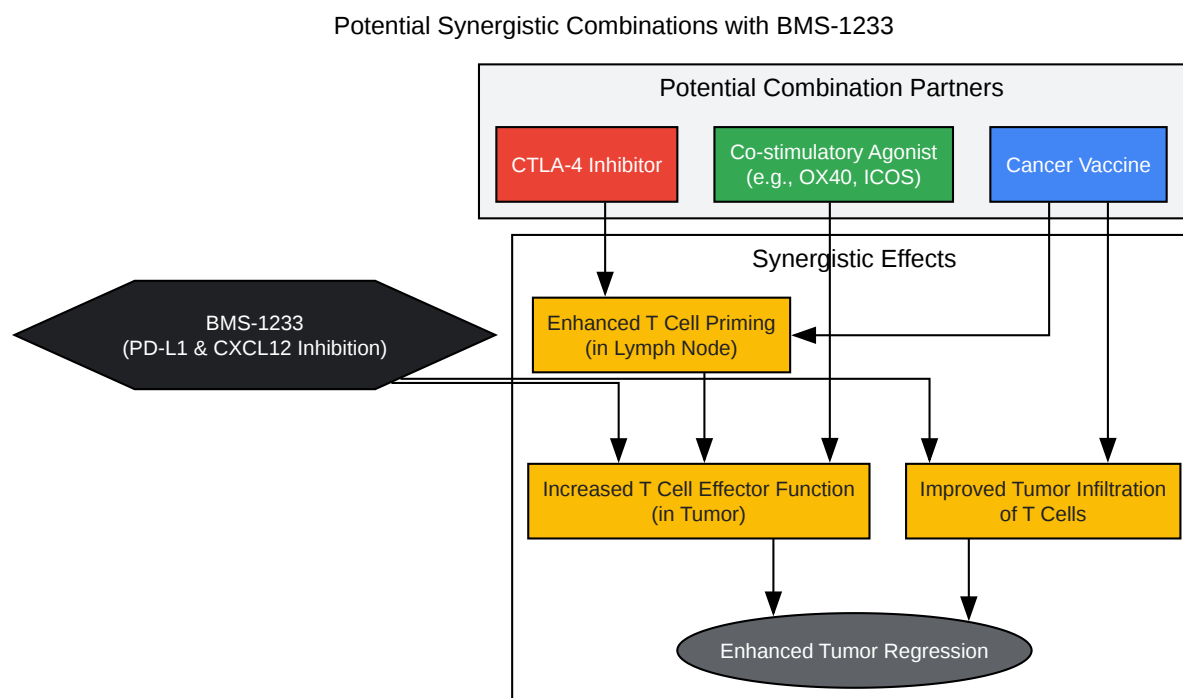 Potential Synergistic Combinations with BMS-1233
Potential Combination Partners
CTLA-4 Inhibitor
Co-stimulatory Agonist
(e.g., OX40, ICOS)
Cancer Vaccine
Synergistic Effects
BMS-1233
(PD-L1 & CXCL12 Inhibition)
Enhanced T Cell Priming
(in Lymph Node)
Increased T Cell Effector Function
(in Tumor)
Improved Tumor Infiltration
of T Cells
Enhanced Tumor Regression